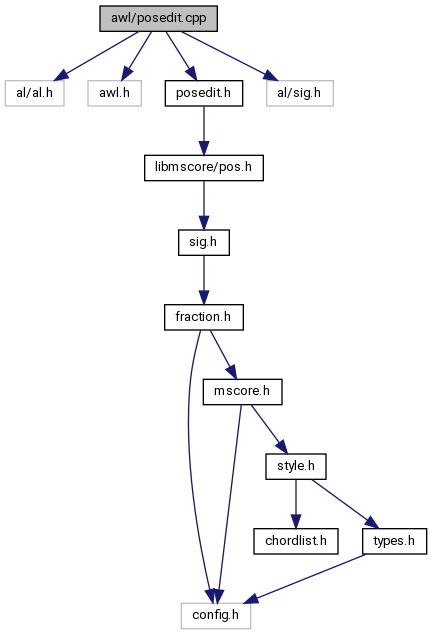 awl/posedit.cpp
al/al.h
awl.h
posedit.h
al/sig.h
libmscore/pos.h
sig.h
fraction.h
mscore.h
style.h
chordlist.h
types.h
config.h